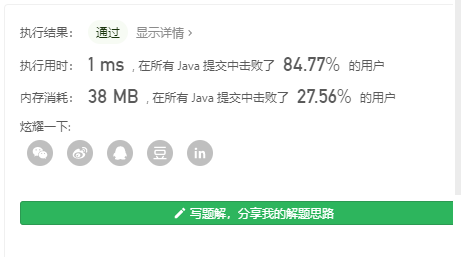 执行结果： 通过 显示详情 >
执行用时： 1 ms , 在所有 Java 提交中击败了 84.77% 的用户
内存消耗： 38 MB , 在所有 Java 提交中击败了 27.56% 的用户
炫耀一下:
豆 in
写题解，分享我的解题思路